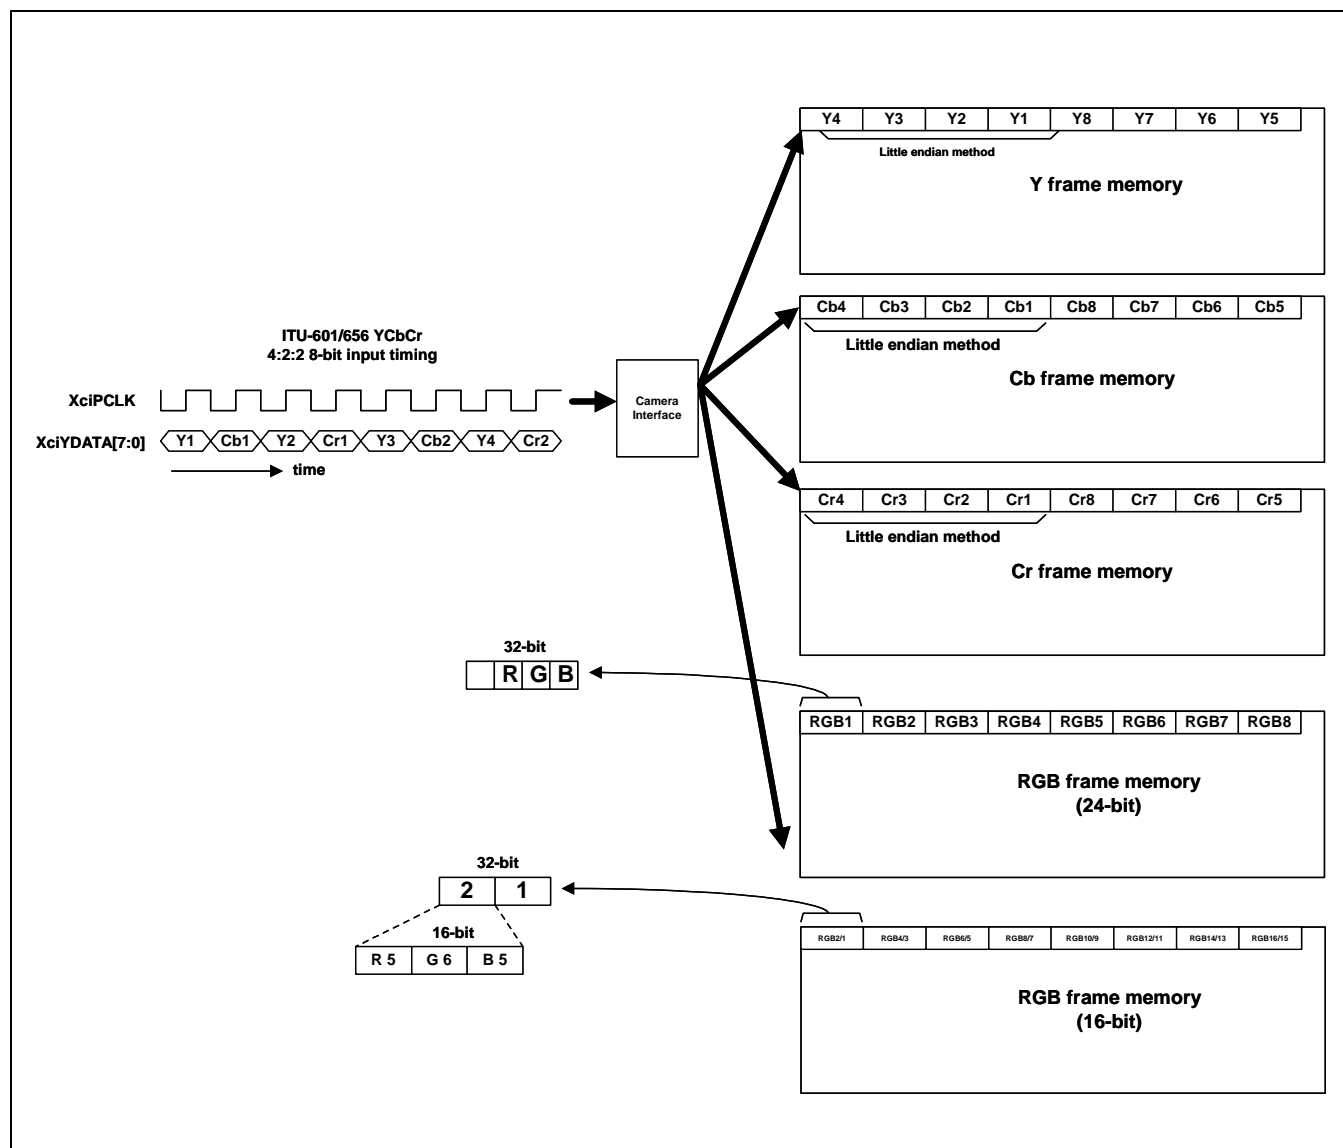 Y4 Y3 Y2 Y1 Y8 Y7 Y6 Y5
Little endian method
Y frame memory
Cb4 Cb3 Cb2 Cb1 Cb8 Cb7 Cb6 Cb5
Little endian method
Cb frame memory
ITU-601/656 YCbCr
4:2:2 8-bit input timing
XciPCLK
XciYDATA[7:0] Y1 Cb1 Y2 Cr1 Y3 Cb2 Y4 Cr2
time
Camera
Interface
Cr4 Cr3 Cr2 Cr1 Cr8 Cr7 Cr6 Cr5
Little endian method
Cr frame memory
32-bit
R G B
RGB1 RGB2 RGB3 RGB4 RGB5 RGB6 RGB7 RGB8
RGB frame memory
(24-bit)
32-bit
2 1
16-bit
R 5 G 6 B 5
RGB2/1 RGB4/3 RGB6/5 RGB8/7 RGB10/9 RGB12/11 RGB14/13 RGB16/15
RGB frame memory
(16-bit)